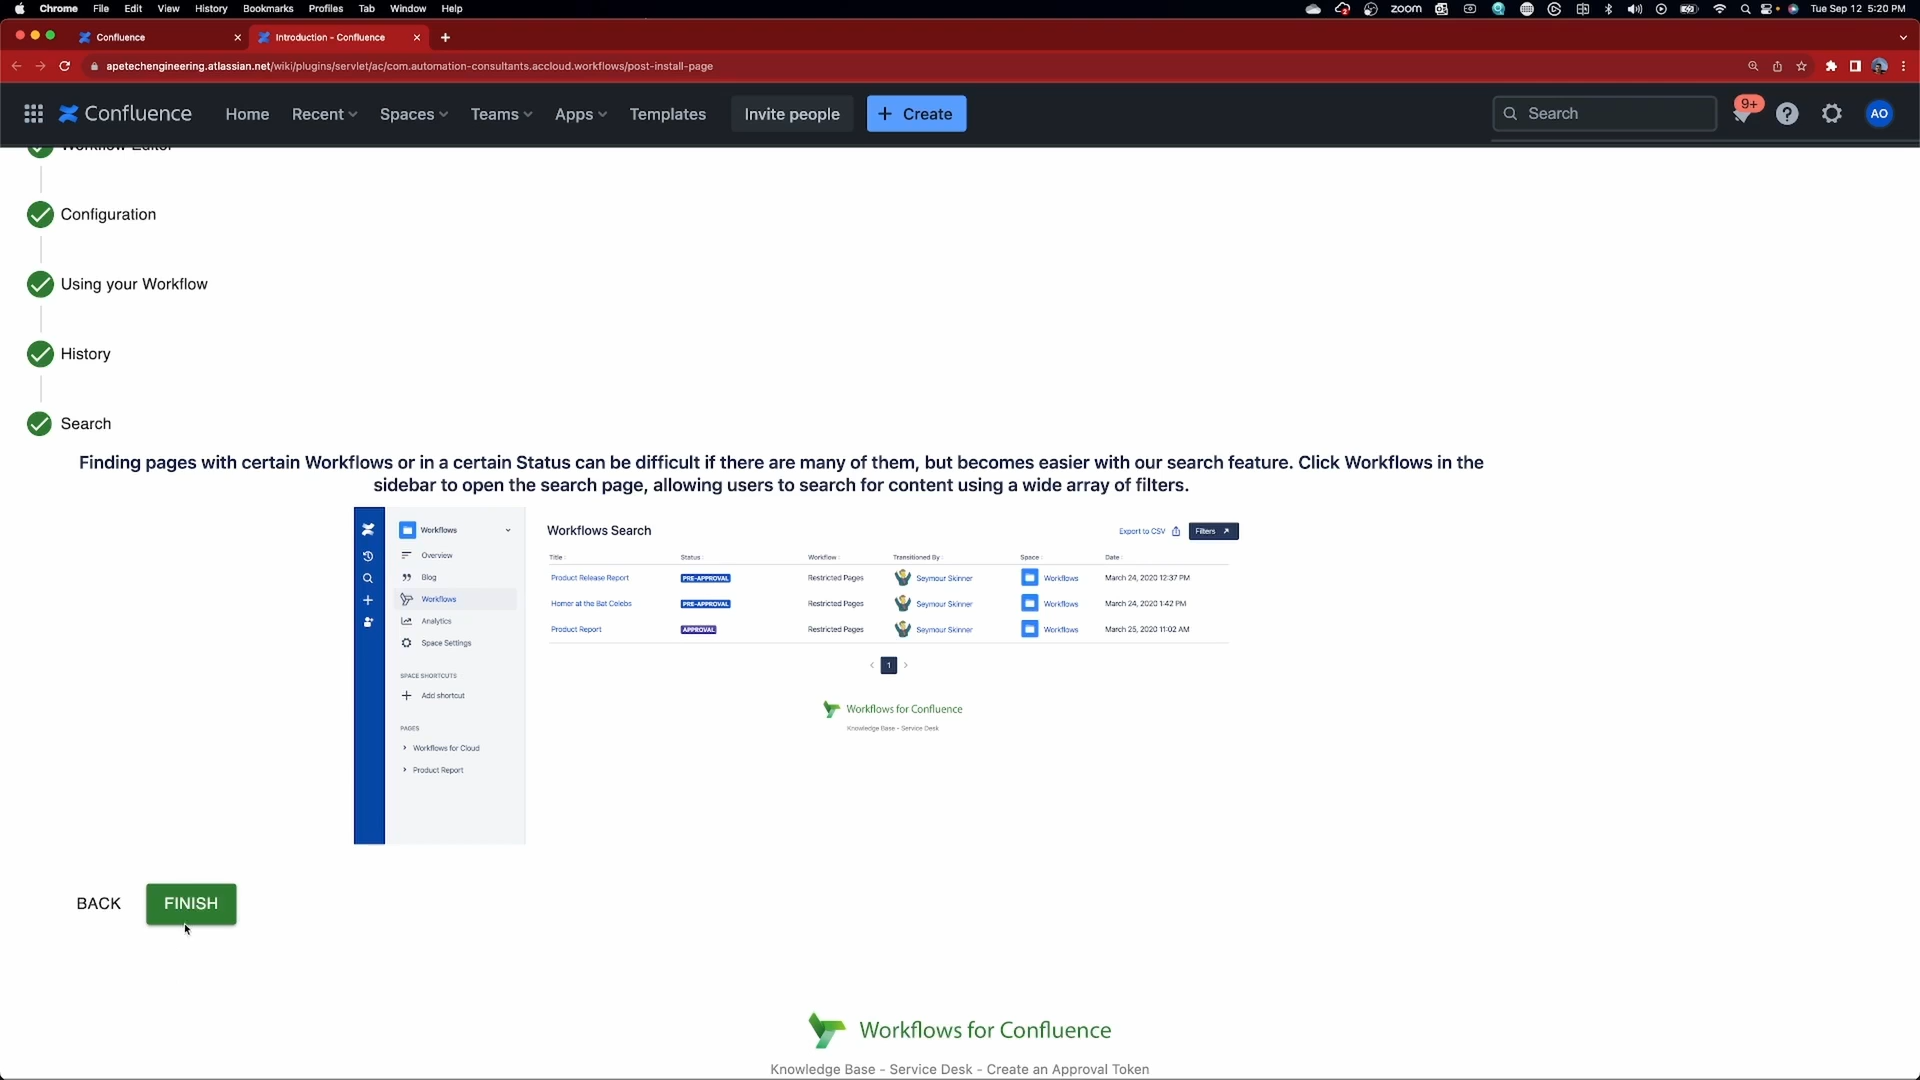 Chrome File Edit View History Bookmarks Profiles Tab Window Help
zoom
Tue Sep 12 5:20 PM
Confluence
Introduction - Confluence
apetechengineering.atlassian.net/wiki/plugins/servlet/ac/com.automation-consultants.accloud.workflows/post-install-page
Confluence Home Recent Spaces Teams Apps Templates Invite people + Create
Search
9+
AO
Workflow Editor
Configuration
Using your Workflow
History
Search
Finding pages with certain Workflows or in a certain Status can be difficult if there are many of them, but becomes easier with our search feature. Click Workflows in the
sidebar to open the search page, allowing users to search for content using a wide array of filters.
Workflows
Overview
Blog
Workflows
Analytics
Space Settings
SPACE SHORTCUTS
Add shortcut
PAGES
Workflows for Cloud
Product Report
Workflows Search
Export to CSV
Filters
Title Status Workflow Transitioned By Space Date
Product Release Report PRE-APPROVAL Restricted Pages Seymour Skinner Workflows March 24, 2020 12:37 PM
Homer at the Bat Celebs PRE-APPROVAL Restricted Pages Seymour Skinner Workflows March 24, 2020 1:42 PM
Product Report APPROVAL Restricted Pages Seymour Skinner Workflows March 25, 2020 11:02 AM
1
Workflows for Confluence
Knowledge Base - Service Desk
BACK
FINISH
Workflows for Confluence
Knowledge Base - Service Desk - Create an Approval Token